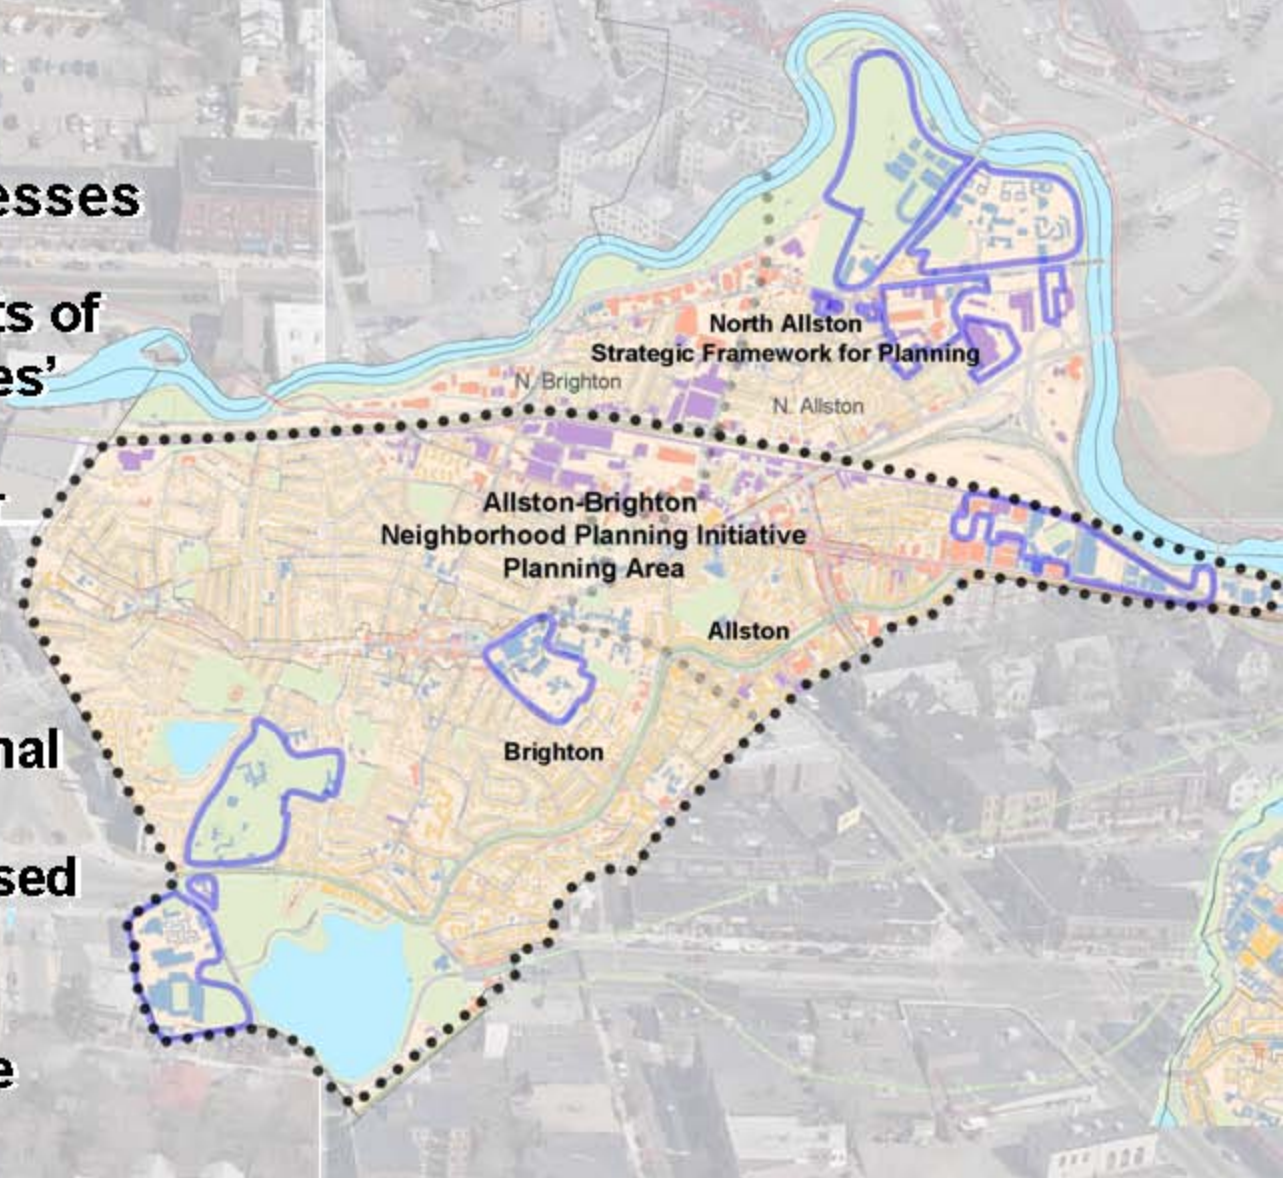 esses
ts of
es'
nal
sed
e
North Allston
Strategic Framework for Planning
N. Brighton
N. Allston
Allston-Brighton
Neighborhood Planning Initiative
Planning Area
Allston
Brighton